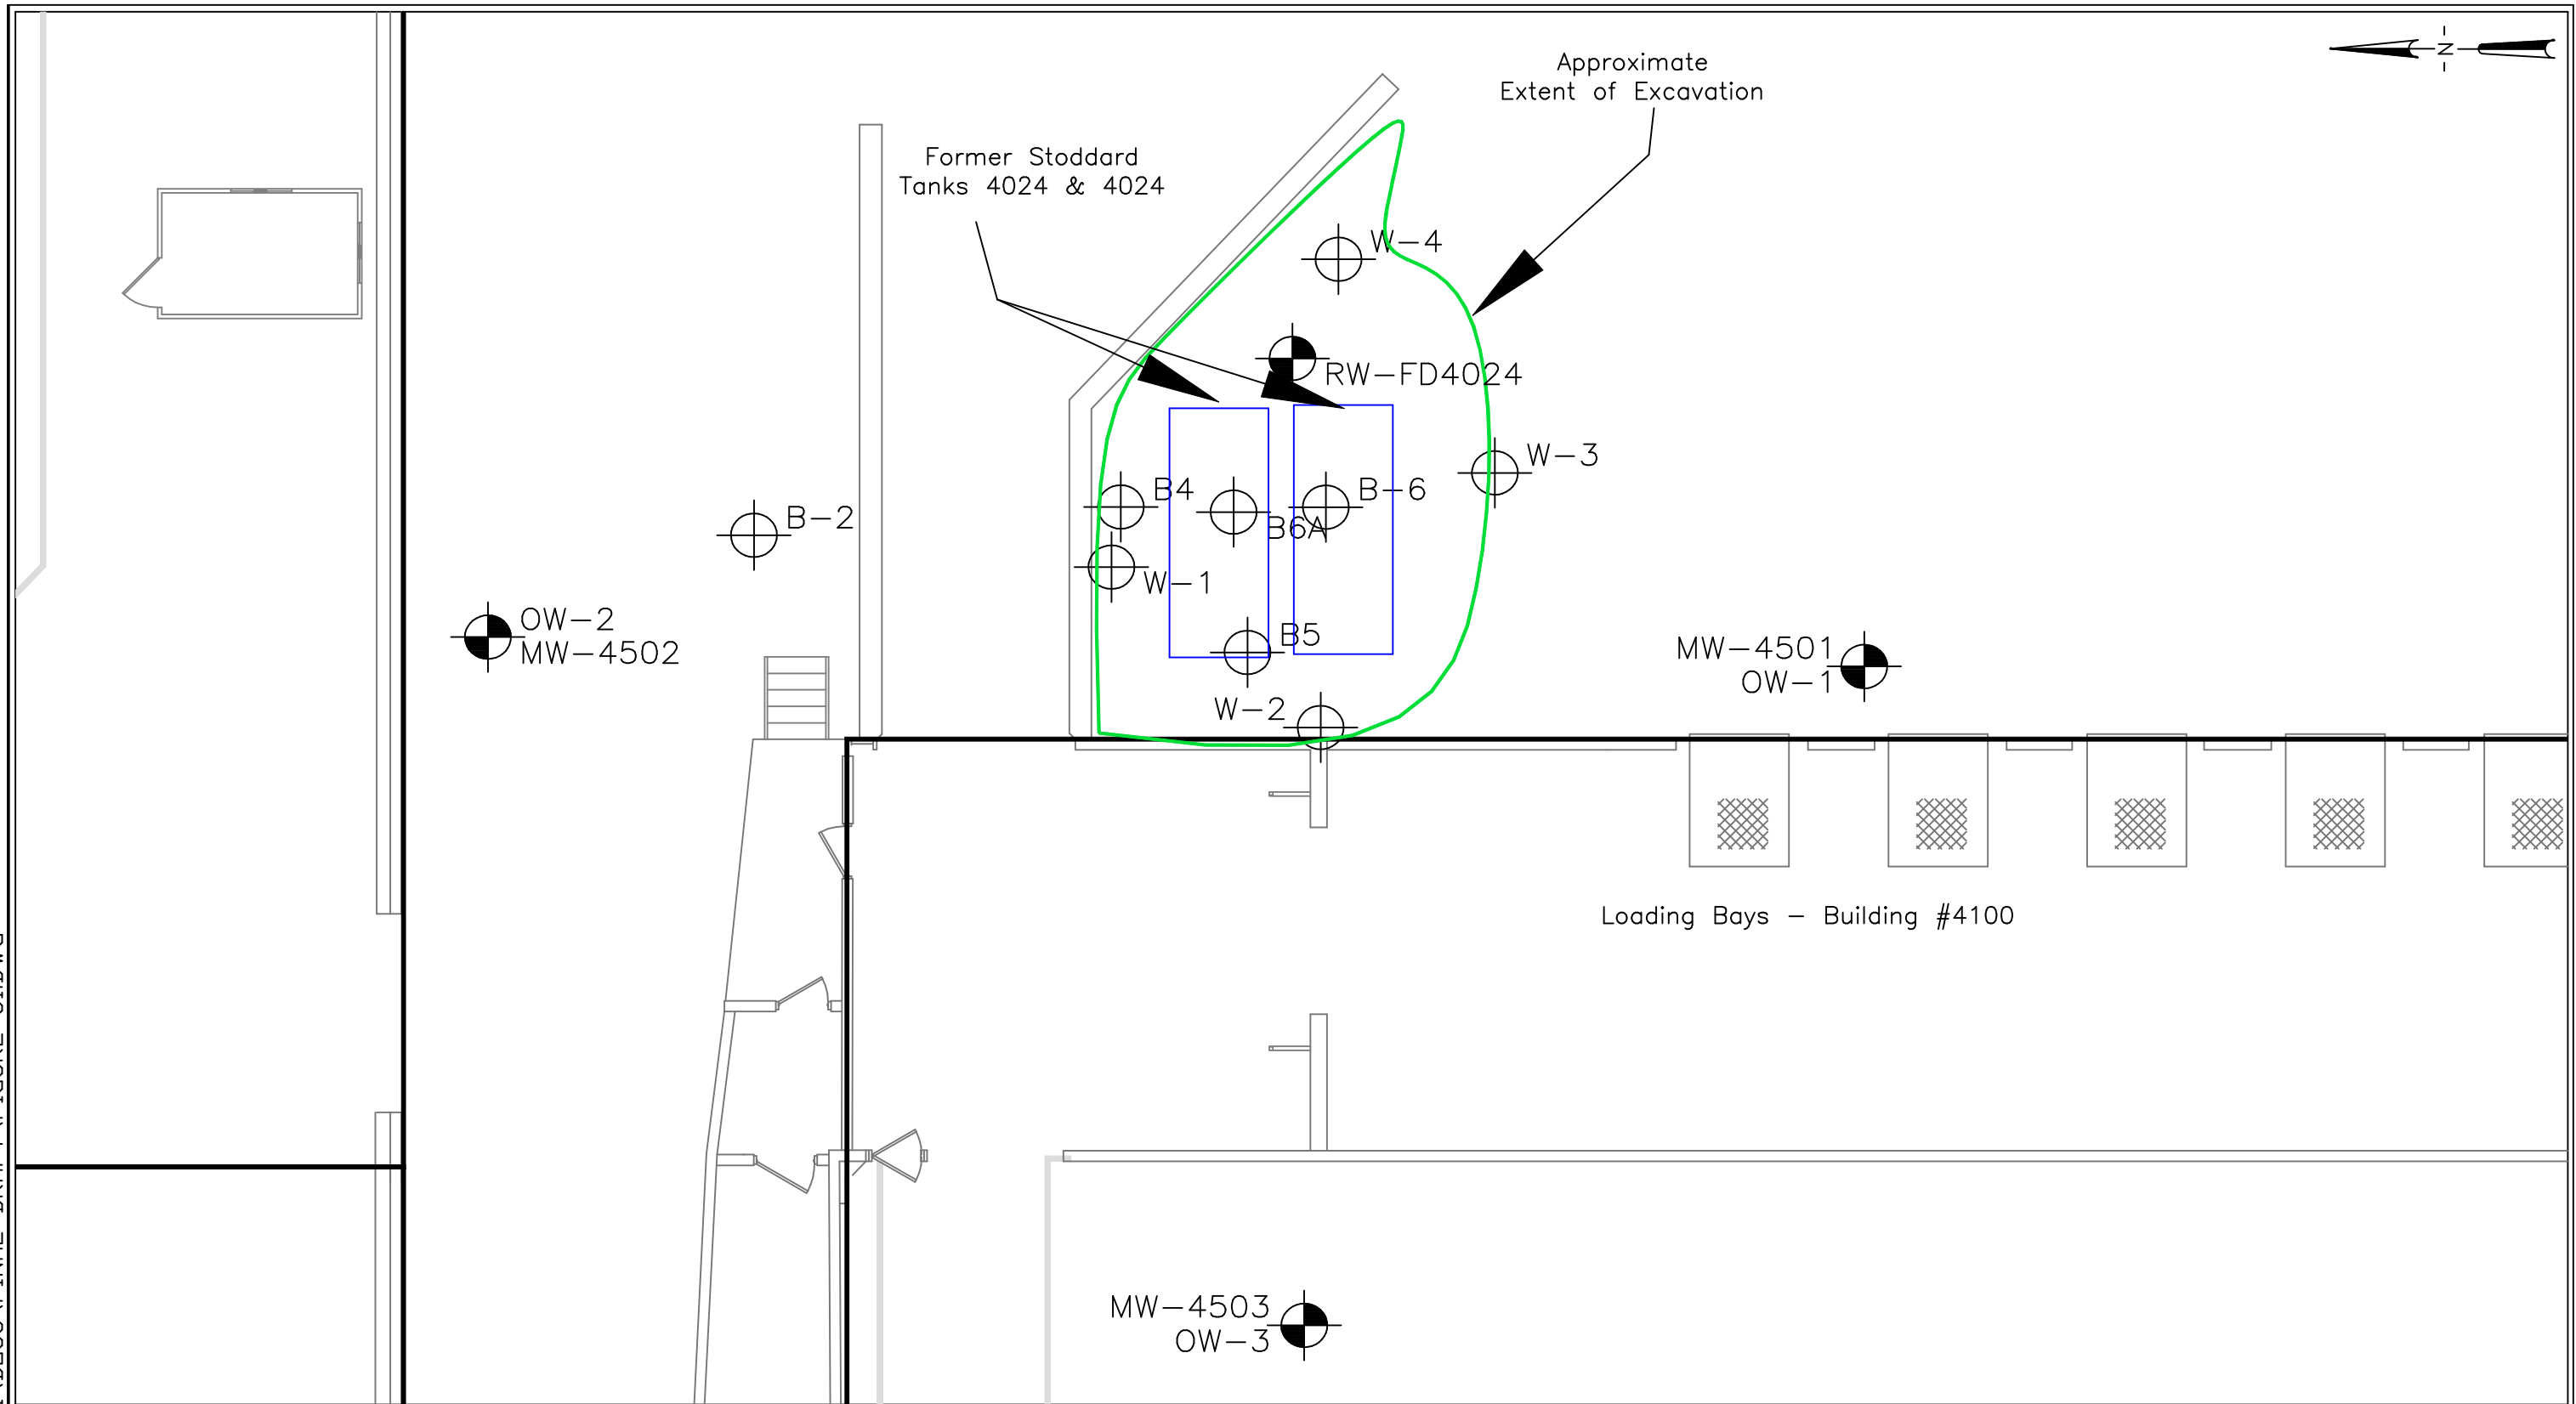 -N-
Approximate
Extent of Excavation
Former Stoddard
Tanks 4024 & 4024
W-4
RW-FD4024
W-3
B4
B-6
B6A
B-2
W-1
OW-2
MW-4502
B5
MW-4501
OW-1
W-2
Loading Bays - Building #4100
MW-4503
OW-3